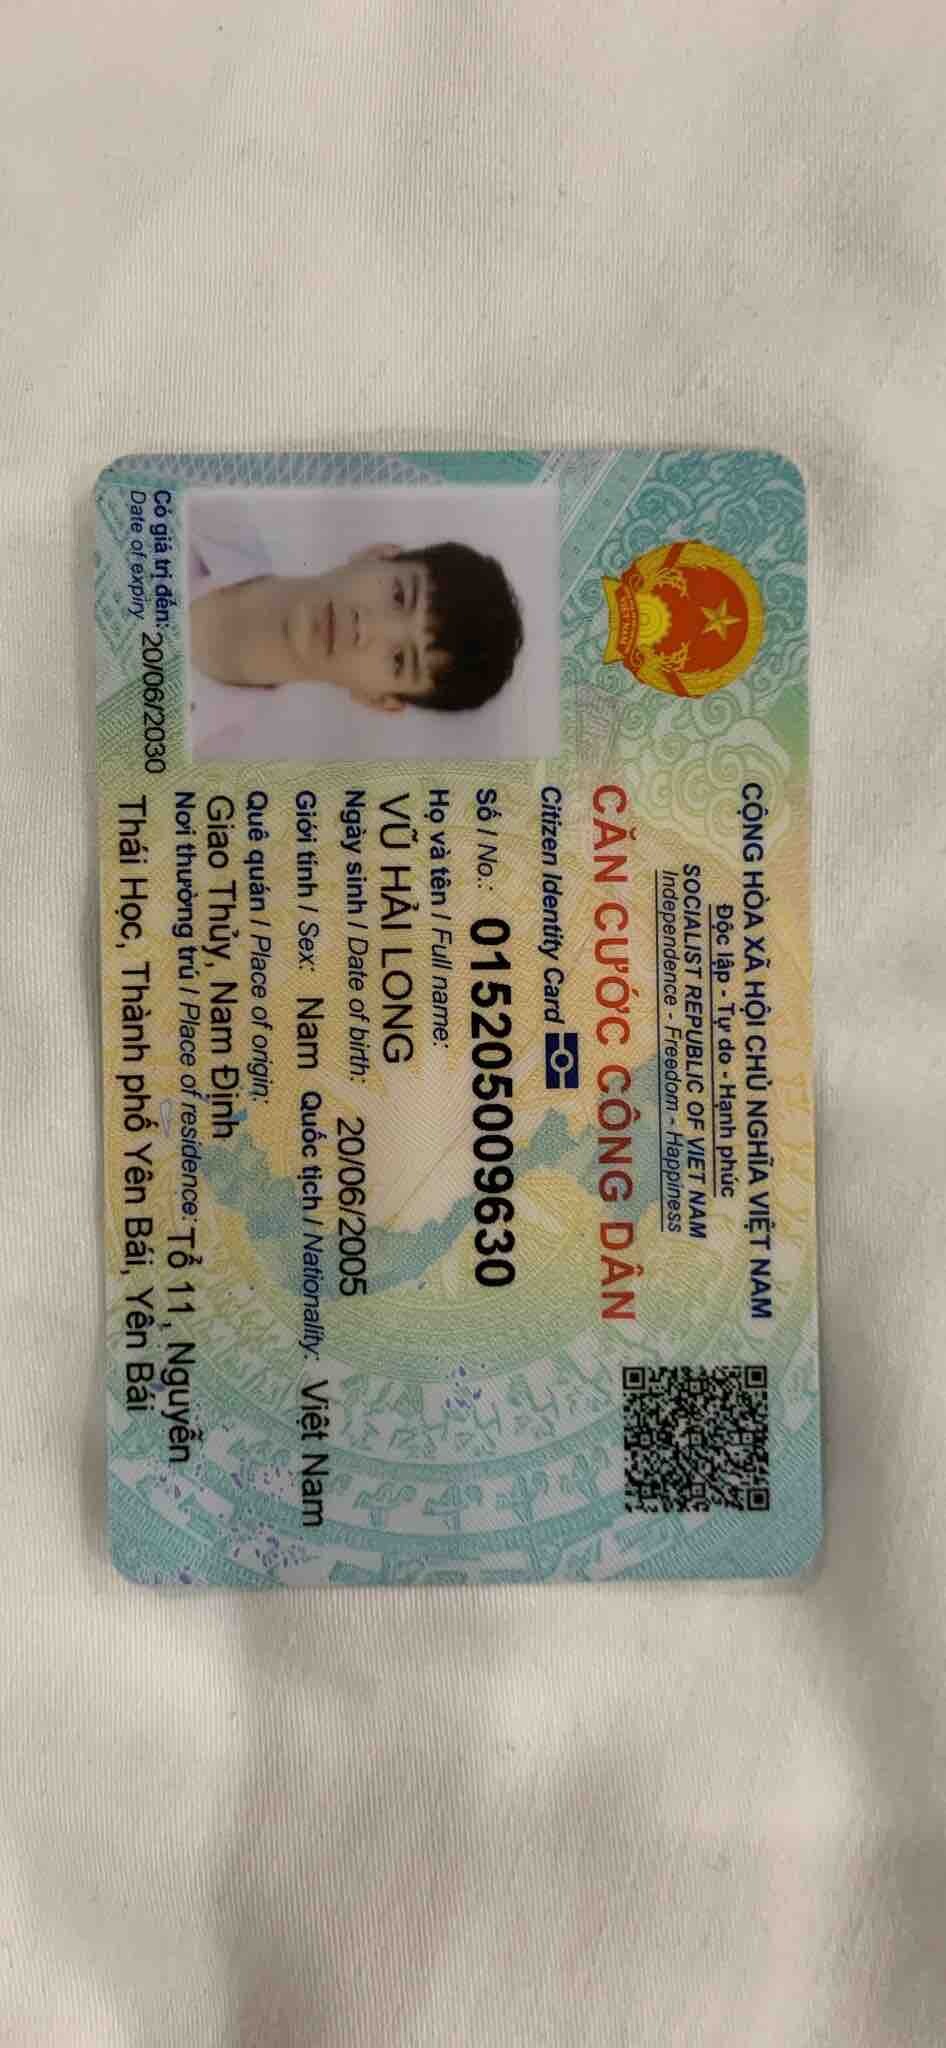 CỘNG HÒA XÃ HỘI CHỦ NGHĨA VIỆT NAM
Độc lập - Tự do - Hạnh phúc
SOCIALIST REPUBLIC OF VIET NAM
Independence - Freedom - Happiness
CĂN CƯỚC CÔNG DÂN
Citizen Identity Card
Số / No.: 015205009630
Họ và tên / Full name:
VŨ HẢI LONG
Ngày sinh / Date of birth: 20/06/2005
Giới tính / Sex: Nam Quốc tịch / Nationality: Việt Nam
Quê quán / Place of origin:
Giao Thủy, Nam Định
Nơi thường trú / Place of residence: Tổ 11, Nguyễn
Thái Học, Thành phố Yên Bái, Yên Bái
Có giá trị đến: 20/06/2030
Date of expiry